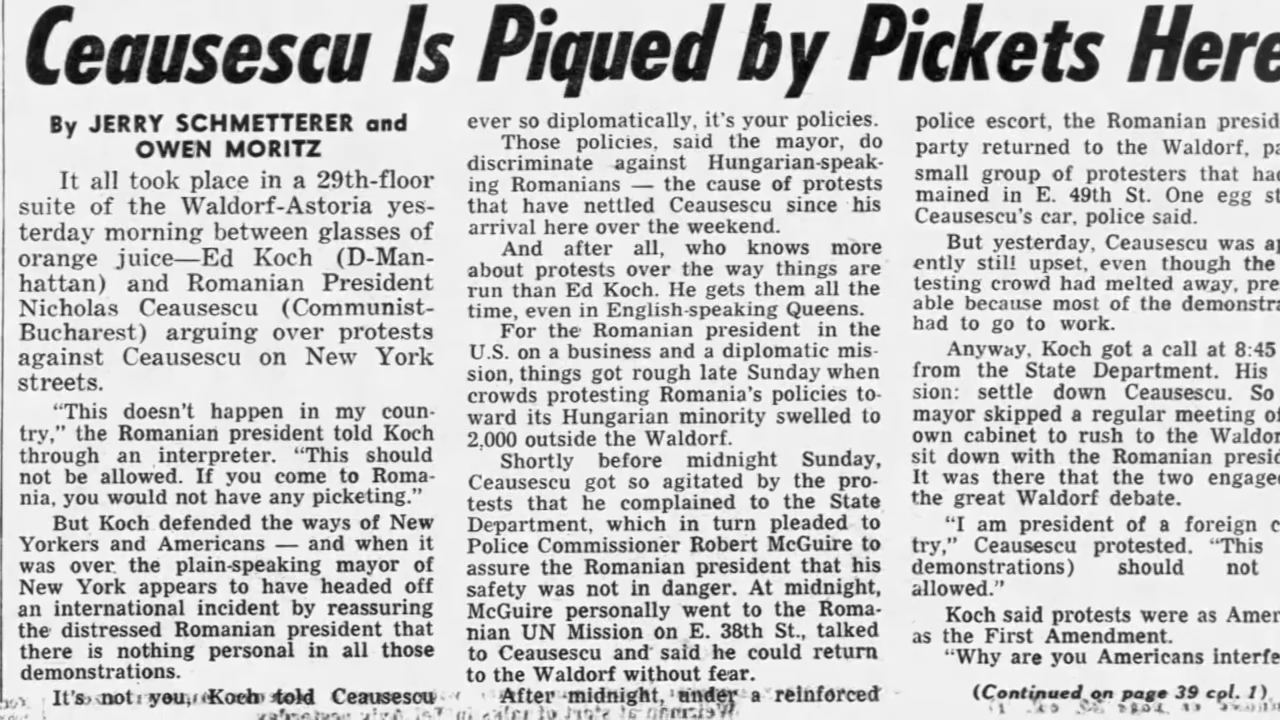 Ceausescu Is Piqued by Pickets Here
By JERRY SCHMETTERER and
OWEN MORITZ
It all took place in a 29th-floor
suite of the Waldorf-Astoria yes-
terday morning between glasses of
orange juice—Ed Koch (D-Man-
hattan) and Romanian President
Nicholas Ceausescu (Communist-
Bucharest) arguing over protests
against Ceausescu on New York
streets.
"This doesn't happen in my coun-
try," the Romanian president told Koch
through an interpreter. "This should
not be allowed. If you come to Roma-
nia, you would not have any picketing."
But Koch defended the ways of New
Yorkers and Americans — and when it
was over the plain-speaking mayor of
New York appears to have headed off
an international incident by reassuring
the distressed Romanian president that
there is nothing personal in all those
demonstrations.
It's not you, Koch told Ceausescu
ever so diplomatically, it's your policies.
Those policies, said the mayor, do
discriminate against Hungarian-speak-
ing Romanians — the cause of protests
that have nettled Ceausescu since his
arrival here over the weekend.
And after all, who knows more
about protests over the way things are
run than Ed Koch. He gets them all the
time, even in English-speaking Queens.
For the Romanian president in the
U.S. on a business and a diplomatic mis-
sion, things got rough late Sunday when
crowds protesting Romania's policies to-
ward its Hungarian minority swelled to
2,000 outside the Waldorf.
Shortly before midnight Sunday,
Ceausescu got so agitated by the pro-
tests that he complained to the State
Department, which in turn pleaded to
Police Commissioner Robert McGuire to
assure the Romanian president that his
safety was not in danger. At midnight,
McGuire personally went to the Roma-
nian UN Mission on E. 38th St., talked
to Ceausescu and said he could return
to the Waldorf without fear.
After midnight, under a reinforced
police escort, the Romanian presid
party returned to the Waldorf, pa
small group of protesters that had
mained in E. 49th St. One egg st
Ceausescu's car, police said.
But yesterday, Ceausescu was ap
ently still upset, even though the
testing crowd had melted away, pre
able because most of the demonstra
had to go to work.
Anyway, Koch got a call at 8:45
from the State Department. His
sion: settle down Ceausescu. So
mayor skipped a regular meeting of
own cabinet to rush to the Waldor
sit down with the Romanian presid
It was there that the two engaged
the great Waldorf debate.
"I am president of a foreign c
try," Ceausescu protested. "This
demonstrations) should not
allowed."
Koch said protests were as Amer
as the First Amendment.
"Why are you Americans interfe
(Continued on page 39 cpl. 1)